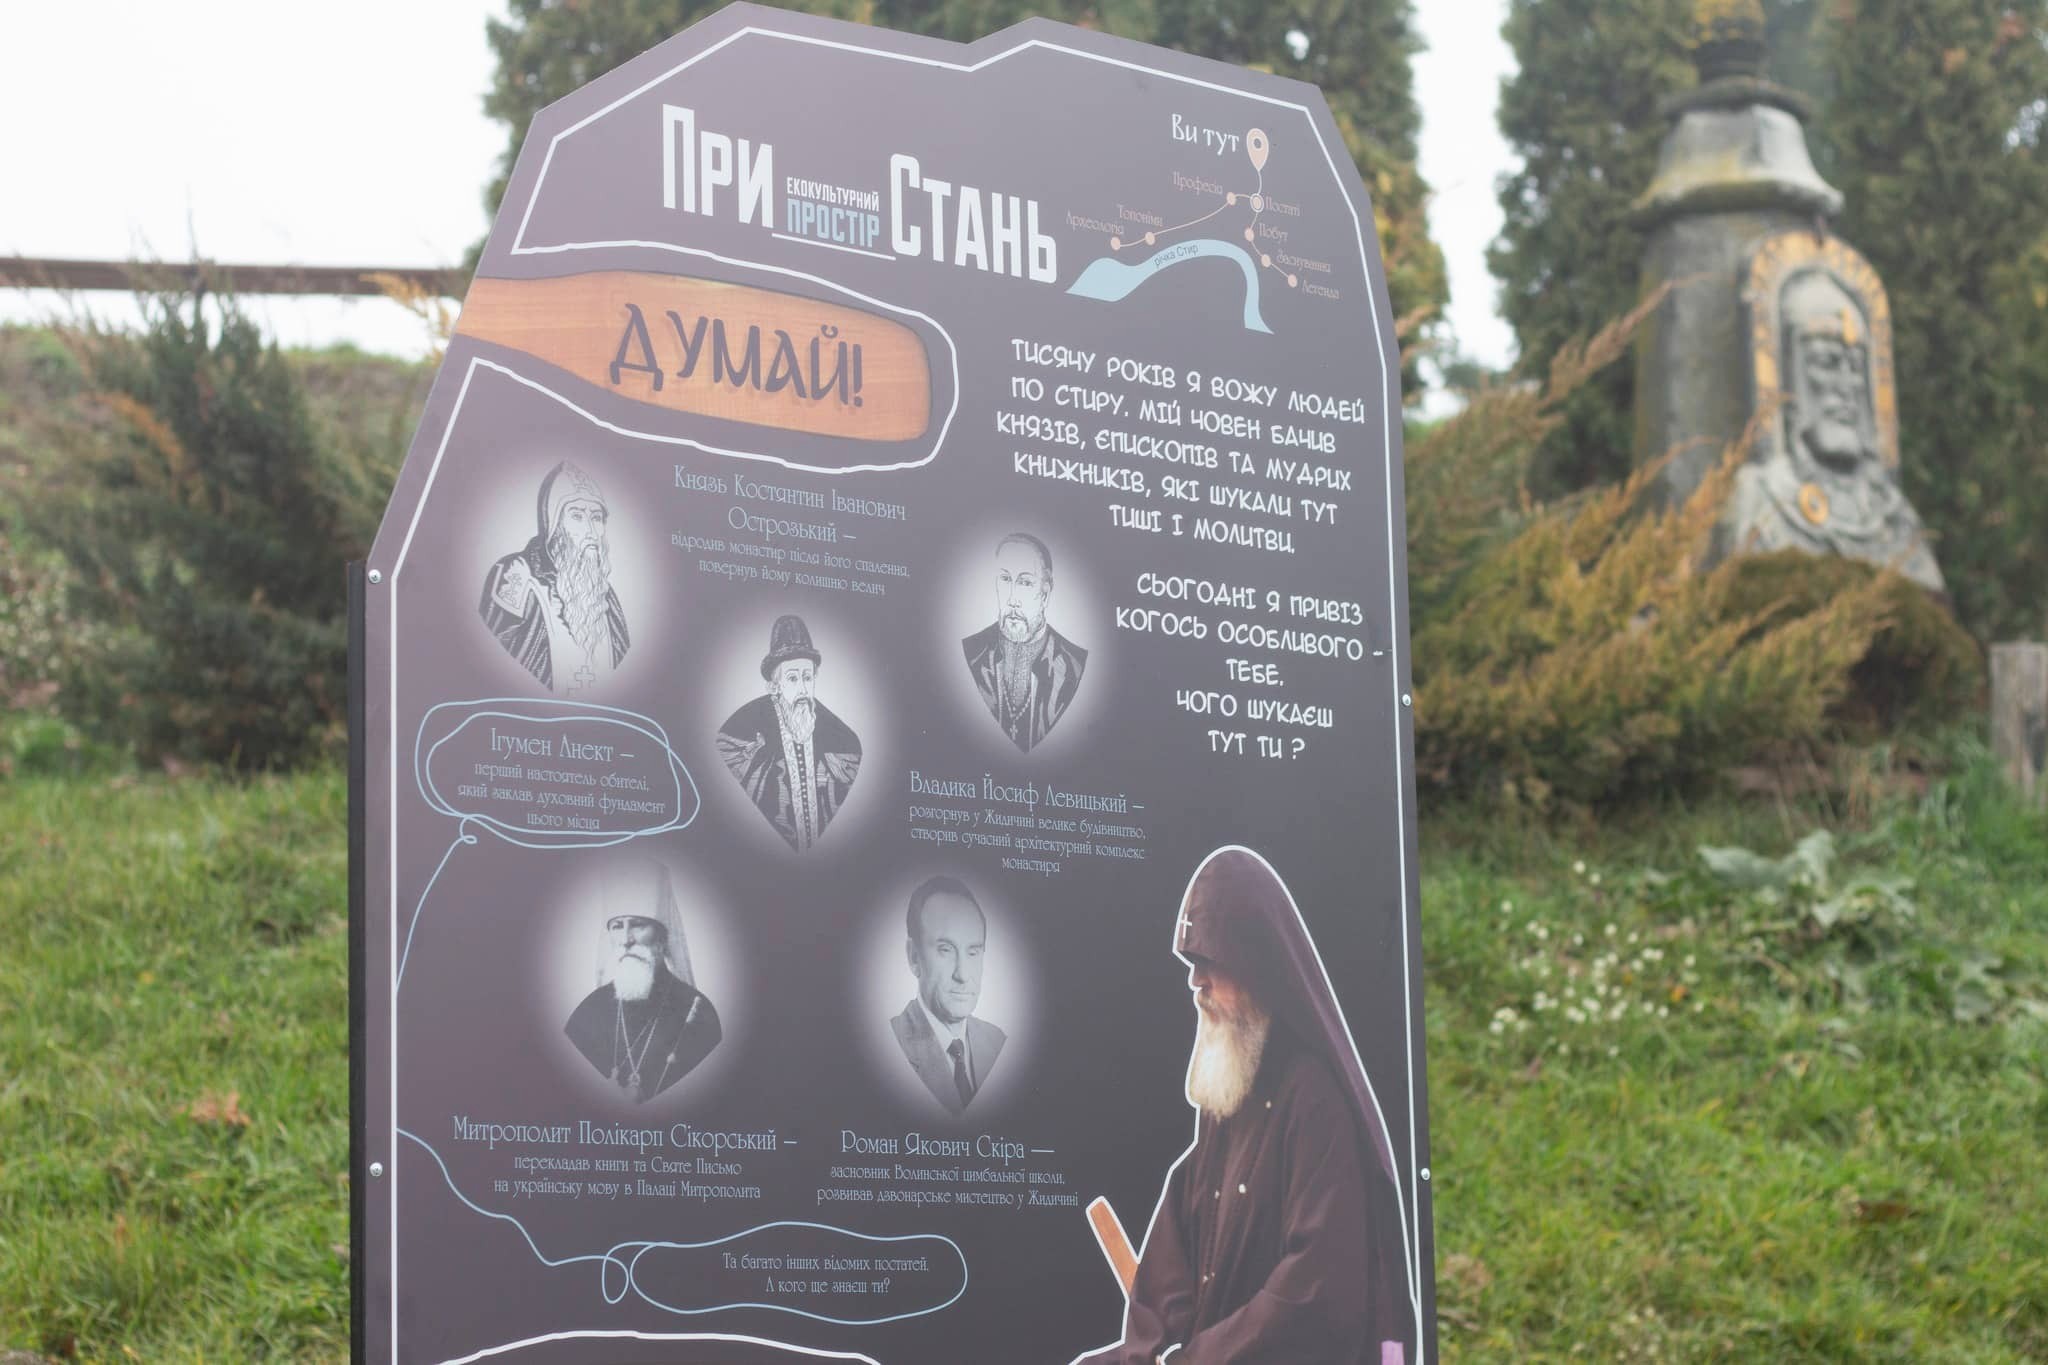 ПРИ
ЕКОКУЛЬТУРНИЙ
ПРОСТІР
СТАНЬ
Ви тут
Професія
Постаті
Топоніми
Археологія
Побут
Заснування
Легенда
річка Стир
ДУМАЙ!
ТИСЯЧУ РОКІВ Я ВОЖУ ЛЮДЕЙ
ПО СТИРУ. МІЙ ЧОВЕН БАЧИВ
КНЯЗІВ, ЄПИСКОПІВ ТА МУДРИХ
КНИЖНИКІВ, ЯКІ ШУКАЛИ ТУТ
ТИШІ І МОЛИТВИ.
СЬОГОДНІ Я ПРИВІЗ
КОГОСЬ ОСОБЛИВОГО -
ТЕБЕ.
ЧОГО ШУКАЄШ
ТУТ ТИ ?
Князь Костянтин Іванович
Острозький –
відродив монастир після його спалення,
повернув йому колишню велич
Ігумен Анект –
перший настоятель обителі,
який заклав духовний фундамент
цього місця
Владика Йосиф Левицький –
розгорнув у Жидичині велике будівництво,
створив сучасний архітектурний комплекс
монастиря
Митрополит Полікарп Сікорський –
перекладав книги та Святе Письмо
на українську мову в Палаці Митрополита
Роман Якович Скіра –
засновник Волинської цимбальної школи,
розвивав дзвонарське мистецтво у Жидичині
Та багато інших відомих постатей.
А кого ще знаєш ти?